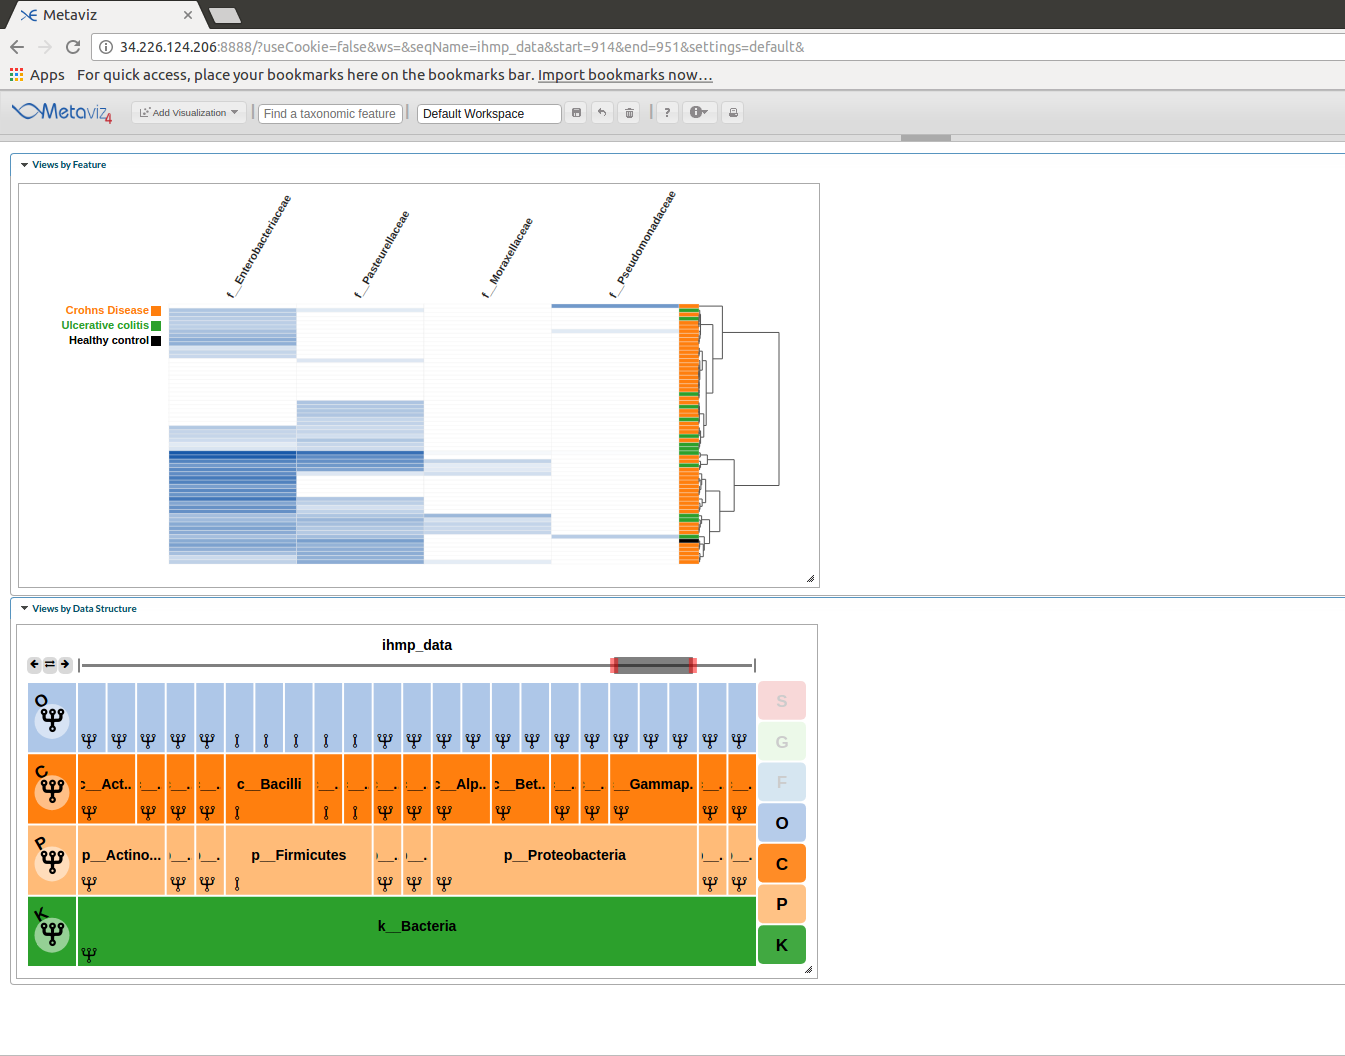 Metaviz
34.226.124.206:8888/?useCookie=false&ws=&seqName=ihmp_data&start=914&end=951&settings=default&
Apps For quick access, place your bookmarks here on the bookmarks bar. Import bookmarks now...
Metaviz 4 Add Visualization Find a taxonomic feature Default Workspace ?
Views by Feature
f__Enterobacteriaceae f__Pasteurellaceae f__Moraxellaceae f__Pseudomonadaceae
Crohns Disease
Ulcerative colitis
Healthy control
Views by Data Structure
ihmp_data
O S
G
C c__Act.. c__Bacilli c__Alp.. c__Bet.. __Gammap. F
O
P p__Actino... p__Firmicutes p__Proteobacteria C
P
K k__Bacteria K